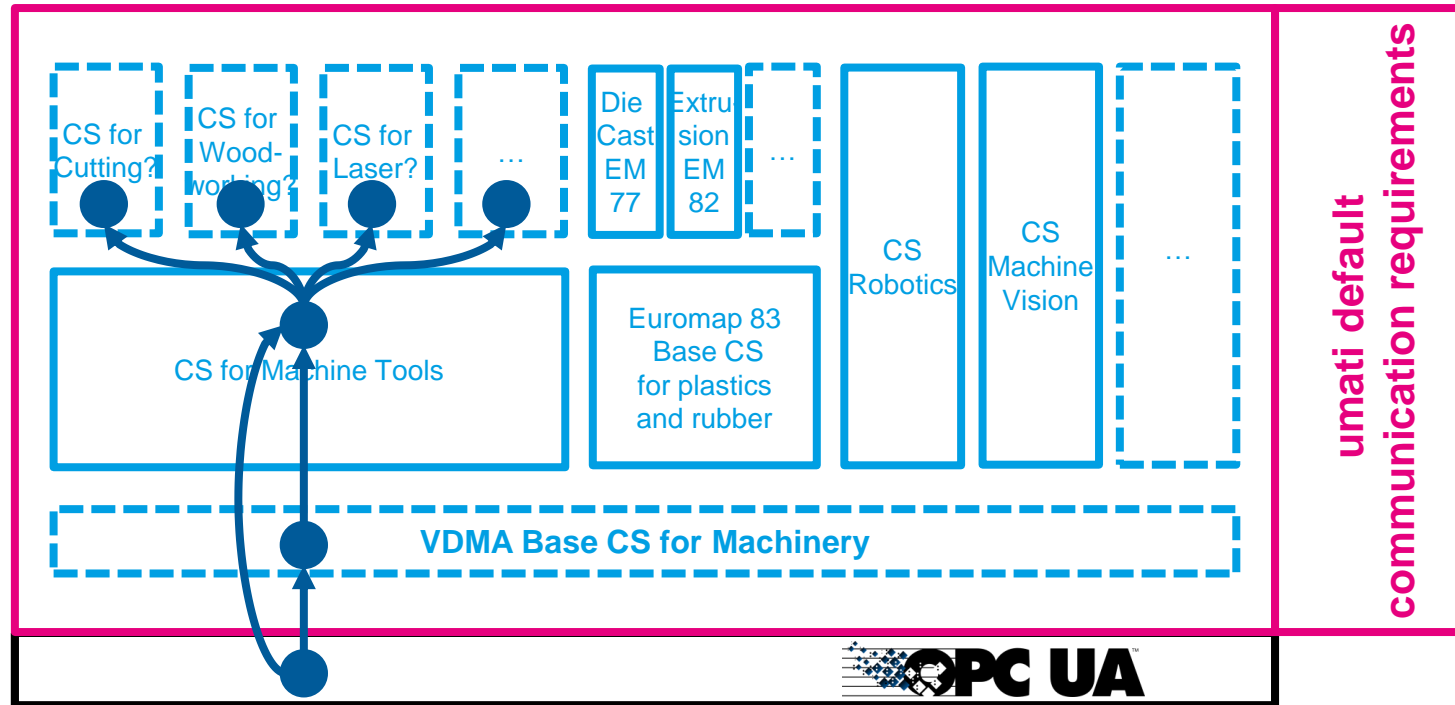 CS for
Cutting?
CS for
Wood-
working?
CS for
Laser?
…
Die
Cast
EM
77
Extru-
sion
EM
82
…
CS
Robotics
CS
Machine
Vision
…
CS for Machine Tools
Euromap 83
Base CS
for plastics
and rubber
VDMA Base CS for Machinery
OPC UA™
umati default
communication requirements